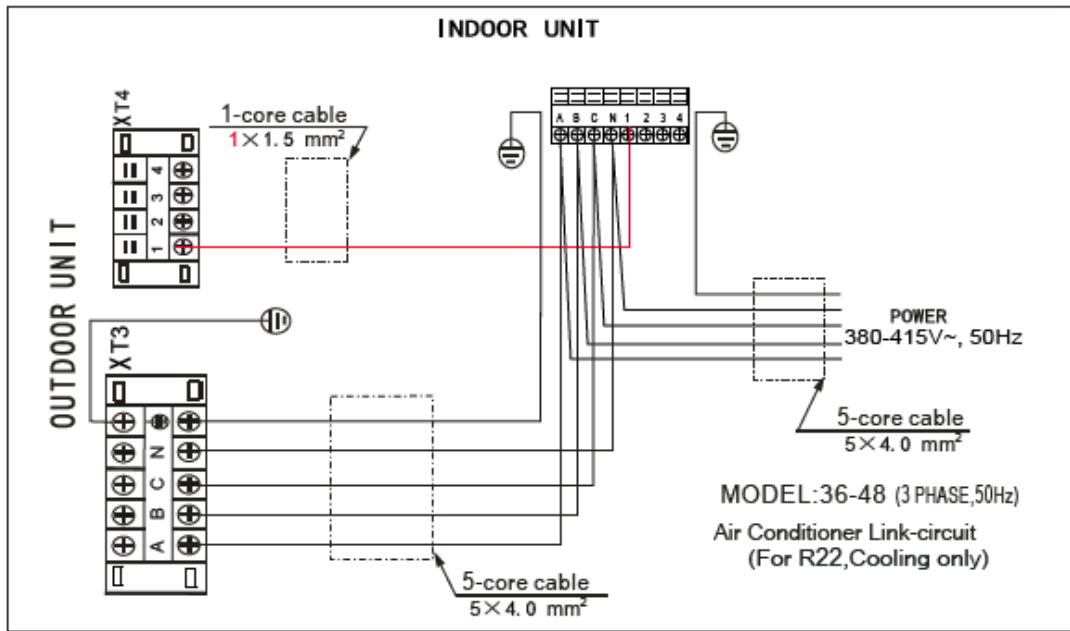 INDOOR UNIT
XT4
1-core cable
1×1.5 mm²
A B C N 1 2 3 4
4
3
2
1
OUTDOOR UNIT
XT3
POWER
380-415V~, 50Hz
N
C
B
A
5-core cable
5×4.0 mm²
MODEL:36-48 (3 PHASE,50Hz)
Air Conditioner Link-circuit
(For R22,Cooling only)
5-core cable
5×4.0 mm²